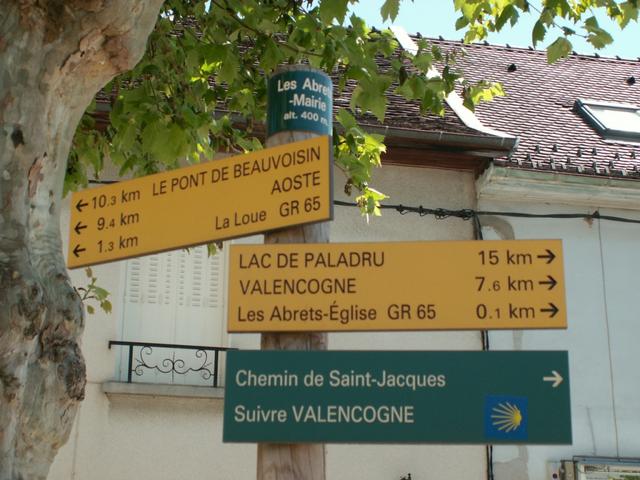 Les Abrets
-Mairie
alt. 400 m
←10.3 km LE PONT DE BEAUVOISIN
←9.4 km AOSTE
←1.3 km La Loue GR 65
LAC DE PALADRU 15 km→
VALENCOGNE 7.6 km→
Les Abrets-Église GR 65 0.1 km→
Chemin de Saint-Jacques →
Suivre VALENCOGNE